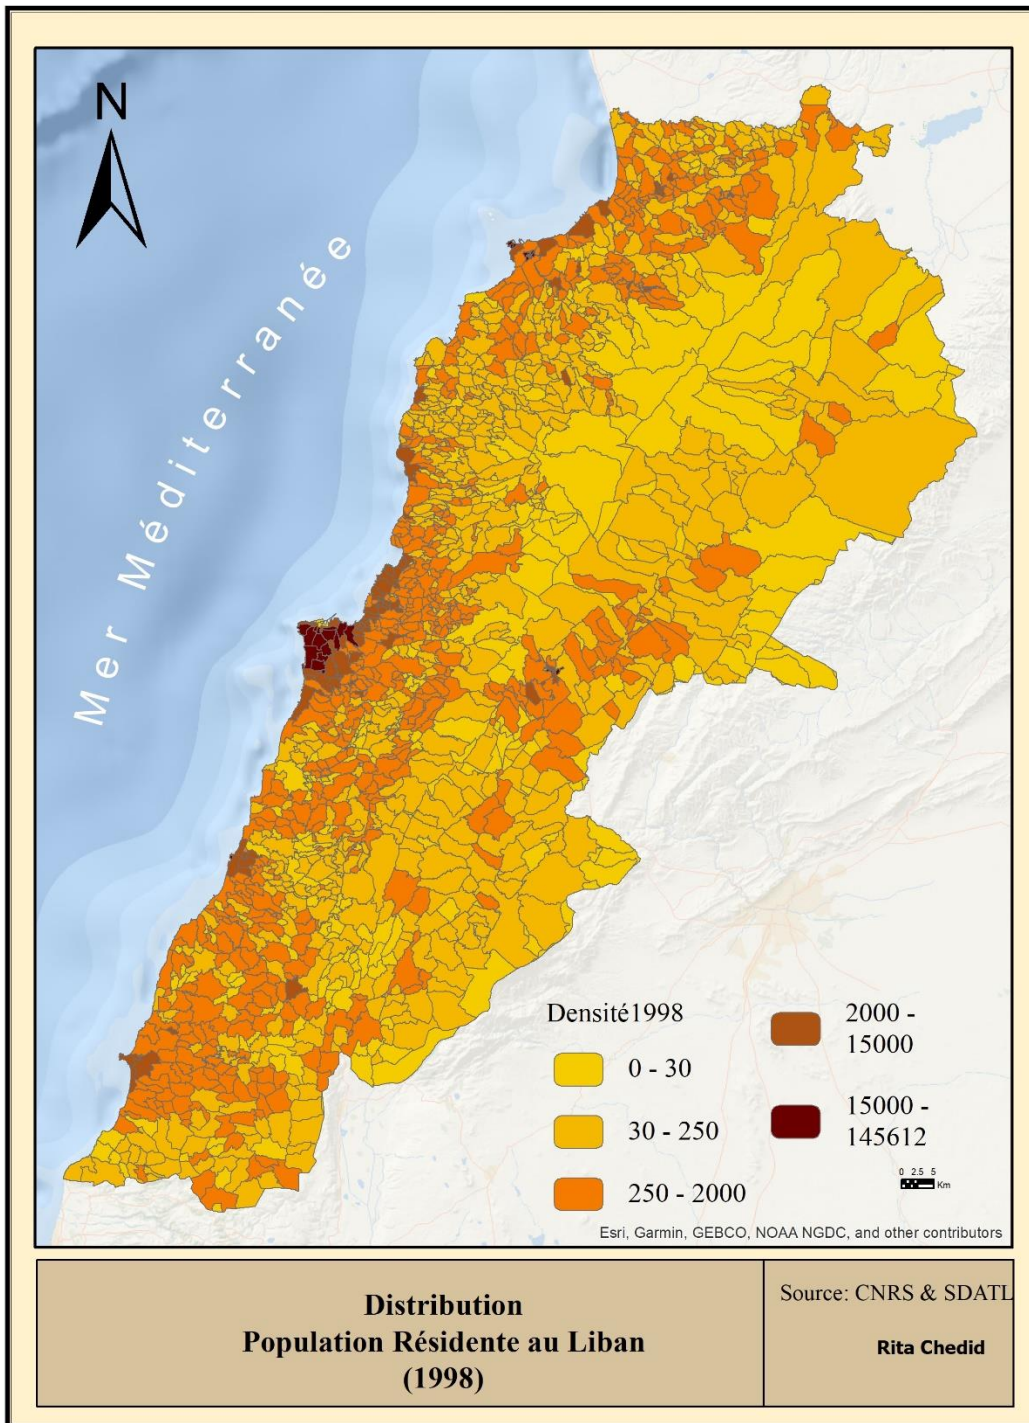 N
Mer Méditerranée
Densité1998
0 - 30
30 - 250
250 - 2000
2000 -
15000
15000 -
145612
0 2.5 5
Km
Esri, Garmin, GEBCO, NOAA NGDC, and other contributors
Distribution
Population Résidente au Liban
(1998)
Source: CNRS & SDATL
Rita Chedid